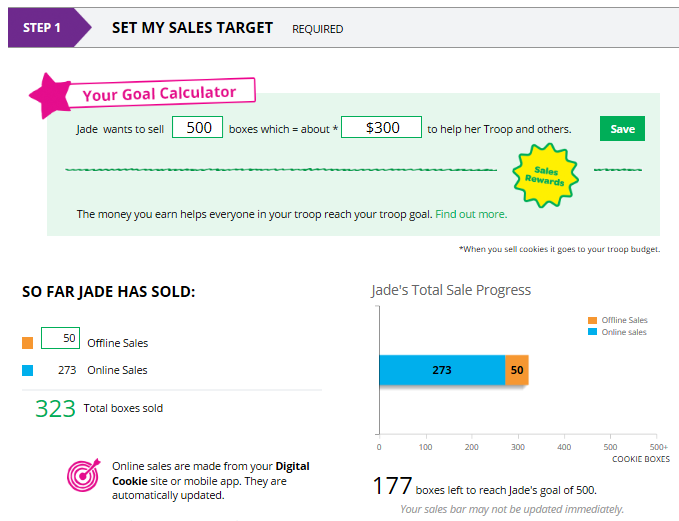 STEP 1 SET MY SALES TARGET REQUIRED
Your Goal Calculator
Jade wants to sell 500 boxes which = about * $300 to help her Troop and others. Save
Sales
Rewards
The money you earn helps everyone in your troop reach your troop goal. Find out more.
*When you sell cookies it goes to your troop budget.
SO FAR JADE HAS SOLD:
50 Offline Sales
273 Online Sales
323 Total boxes sold
Online sales are made from your Digital
Cookie site or mobile app. They are
automatically updated.
Jade's Total Sale Progress
Offline Sales
Online sales
273 50
0 100 200 300 400 500 500+
COOKIE BOXES
177 boxes left to reach Jade's goal of 500.
Your sales bar may not be updated immediately.